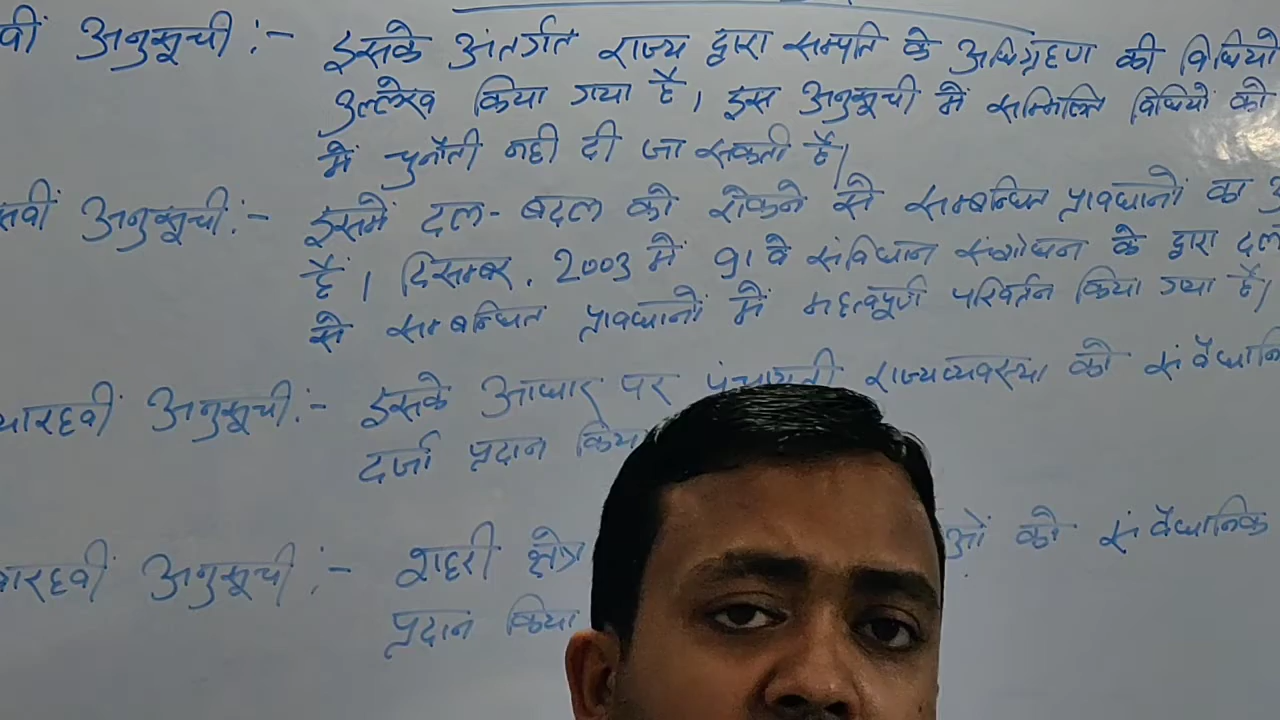 वीं अनुसूची :- इसके अंतर्गत राज्य द्वारा सम्पति के अधिग्रहण की विधियों
उल्लेख किया गया है। इस अनुसूची में सम्मिलित विधियों को
में चुनौती नही दी जा सकती है।
सवीं अनुसूची :- इसमें दल-बदल को रोकने से सम्बन्धित प्रावधानों का
है। दिसम्बर, 2003 में 91 वे संविधान संशोधन के द्वारा दल
से सम्बन्धित प्रावधानों में महत्वपूर्ण परिवर्तन किया गया है।
यारहवीं अनुसूची :- इसके आधार पर पंचायती राज्यव्यवस्था को संवैधानि
दर्जा प्रदान किया
ारहवीं अनुसूची :- शहरी क्षेत्र ओं को संवैधानिक
प्रदान किया